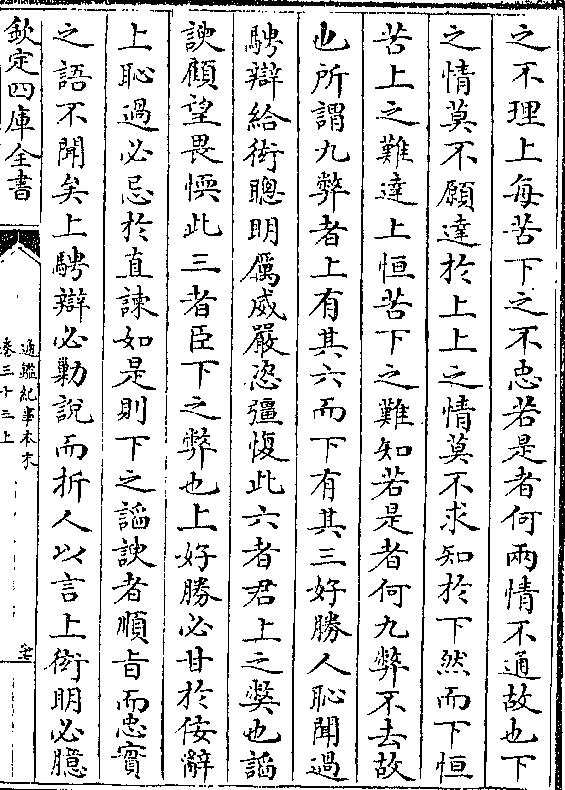 之不理上每苦下之不忠若是者何兩情不通故也下
之情莫不願達於上上之情莫不求知於下然而下恒
苦上之難達上恒苦下之難知若是者何九弊不去故
也所謂九弊者上有其六而下有其三好勝人恥聞過
騁辯給衒聰明厲威嚴恣彊愎此六者君上之弊也謟
諛顧望畏愞此三者臣下之弊也上好勝必甘於佞辭
上恥過必忌於直諫如是則下之謟諛者順旨而忠實
之語不聞矣上騁辯必勦說而折人以言上衒明必臆
欽定四庫全書
通鑑紀事本末
卷三十三上